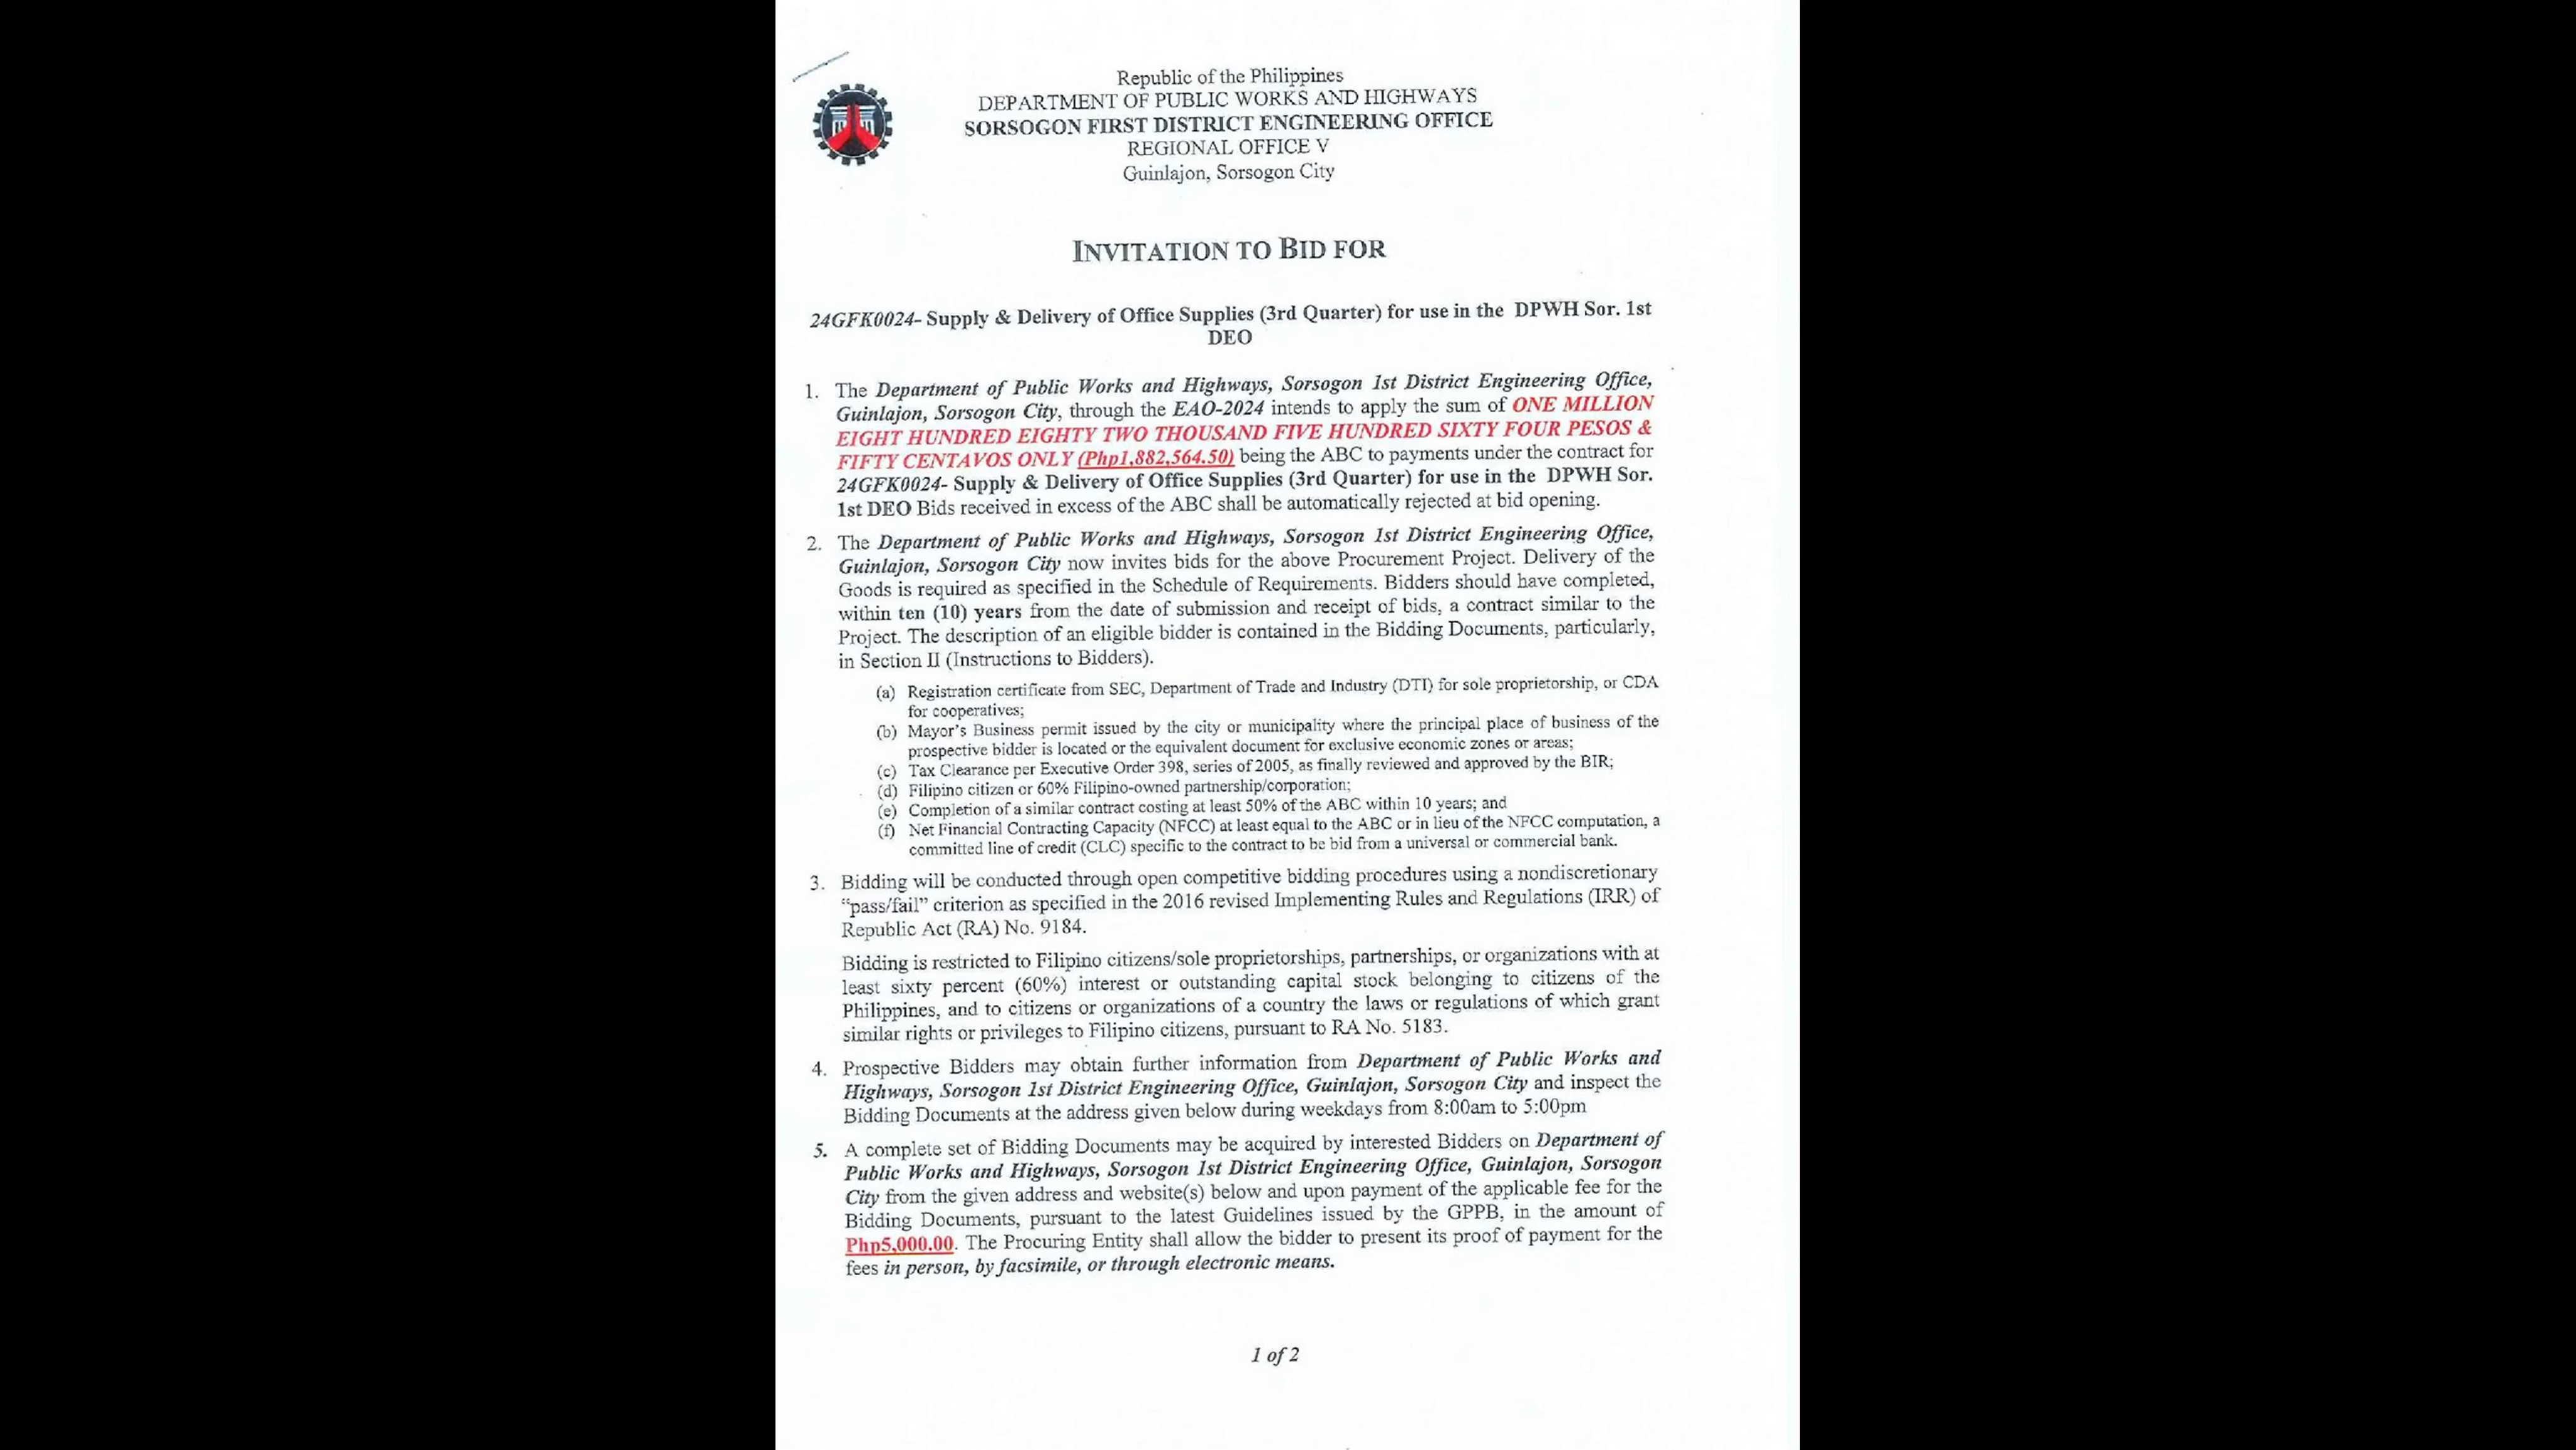 Republic of the Philippines
DEPARTMENT OF PUBLIC WORKS AND HIGHWAYS
SORSOGON FIRST DISTRICT ENGINEERING OFFICE
REGIONAL OFFICE V
Guinlajon, Sorsogon City
INVITATION TO BID FOR
24GFK0024- Supply & Delivery of Office Supplies (3rd Quarter) for use in the DPWH Sor. 1st
DEO
1. The Department of Public Works and Highways, Sorsogon 1st District Engineering Office,
Guinlajon, Sorsogon City, through the EAO-2024 intends to apply the sum of ONE MILLION
EIGHT HUNDRED EIGHTY TWO THOUSAND FIVE HUNDRED SIXTY FOUR PESOS &
FIFTY CENTAVOS ONLY (Php1,882,564.50) being the ABC to payments under the contract for
24GFK0024- Supply & Delivery of Office Supplies (3rd Quarter) for use in the DPWH Sor.
1st DEO Bids received in excess of the ABC shall be automatically rejected at bid opening.
2. The Department of Public Works and Highways, Sorsogon 1st District Engineering Office,
Guinlajon, Sorsogon City now invites bids for the above Procurement Project. Delivery of the
Goods is required as specified in the Schedule of Requirements. Bidders should have completed,
within ten (10) years from the date of submission and receipt of bids, a contract similar to the
Project. The description of an eligible bidder is contained in the Bidding Documents, particularly,
in Section II (Instructions to Bidders).
(a) Registration certificate from SEC, Department of Trade and Industry (DTI) for sole proprietorship, or CDA
for cooperatives;
(b) Mayor's Business permit issued by the city or municipality where the principal place of business of the
prospective bidder is located or the equivalent document for exclusive economic zones or areas;
(c) Tax Clearance per Executive Order 398, series of 2005, as finally reviewed and approved by the BIR;
(d) Filipino citizen or 60% Filipino-owned partnership/corporation;
(e) Completion of a similar contract costing at least 50% of the ABC within 10 years; and
(f) Net Financial Contracting Capacity (NFCC) at least equal to the ABC or in lieu of the NFCC computation, a
committed line of credit (CLC) specific to the contract to be bid from a universal or commercial bank.
3. Bidding will be conducted through open competitive bidding procedures using a nondiscretionary
“pass/fail” criterion as specified in the 2016 revised Implementing Rules and Regulations (IRR) of
Republic Act (RA) No. 9184.
Bidding is restricted to Filipino citizens/sole proprietorships, partnerships, or organizations with at
least sixty percent (60%) interest or outstanding capital stock belonging to citizens of the
Philippines, and to citizens or organizations of a country the laws or regulations of which grant
similar rights or privileges to Filipino citizens, pursuant to RA No. 5183.
4. Prospective Bidders may obtain further information from Department of Public Works and
Highways, Sorsogon 1st District Engineering Office, Guinlajon, Sorsogon City and inspect the
Bidding Documents at the address given below during weekdays from 8:00am to 5:00pm
5. A complete set of Bidding Documents may be acquired by interested Bidders on Department of
Public Works and Highways, Sorsogon 1st District Engineering Office, Guinlajon, Sorsogon
City from the given address and website(s) below and upon payment of the applicable fee for the
Bidding Documents, pursuant to the latest Guidelines issued by the GPPB, in the amount of
Php5,000.00. The Procuring Entity shall allow the bidder to present its proof of payment for the
fees in person, by facsimile, or through electronic means.
1 of 2